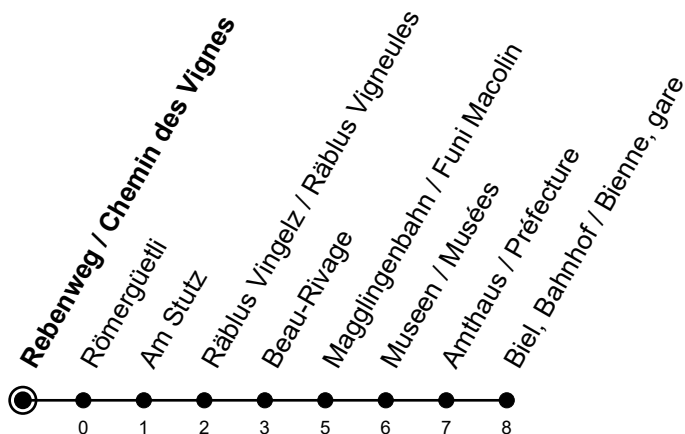 Rebenweg / Chemin des Vignes
Römergüetli
Am Stutz
Räblus Vingelz / Räblus Vigneules
Beau-Rivage
Magglingenbahn / Funi Macolin
Museen / Musées
Amthaus / Préfecture
Biel, Bahnhof / Bienne, gare
0 1 2 3 5 6 7 8